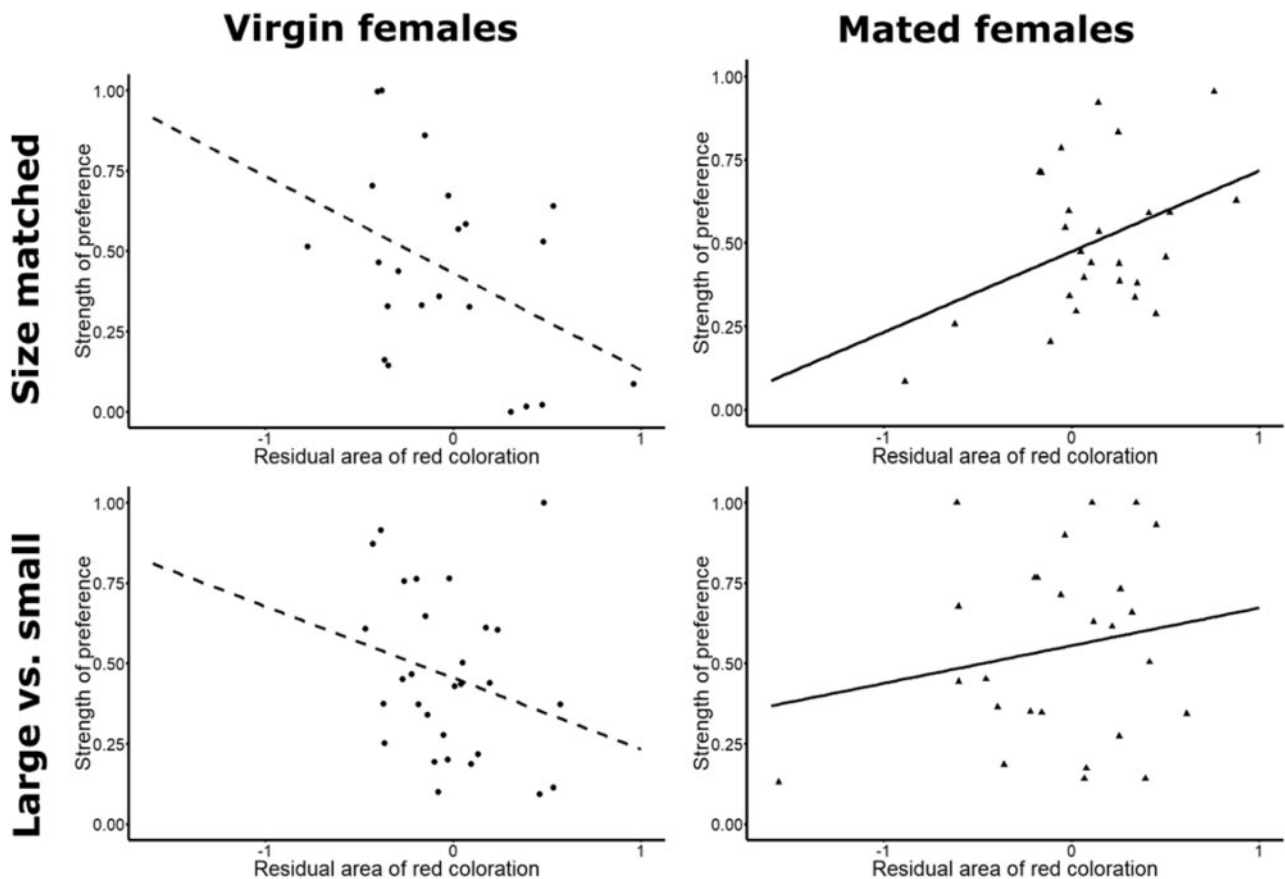 Virgin females
Mated females
Size matched
Strength of preference
1.00
0.75
0.50
0.25
0.00
-1
0
1
Residual area of red coloration
Strength of preference
1.00
0.75
0.50
0.25
0.00
-1
0
1
Residual area of red coloration
Large vs. small
Strength of preference
1.00
0.75
0.50
0.25
0.00
-1
0
1
Residual area of red coloration
Strength of preference
1.00
0.75
0.50
0.25
0.00
-1
0
1
Residual area of red coloration